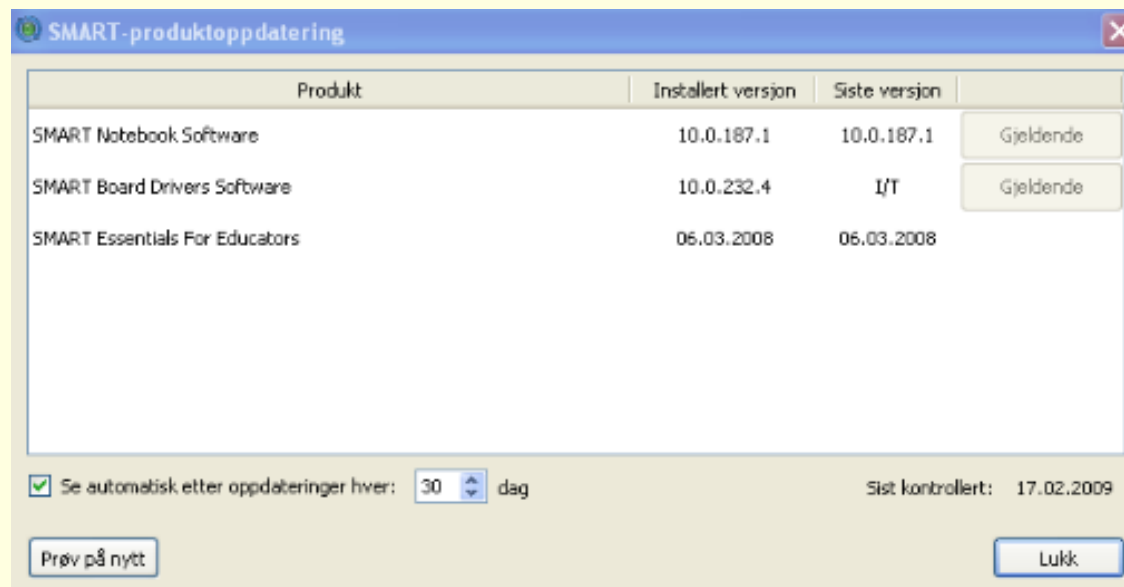 SMART-produktoppdatering
Produkt Installert versjon Siste versjon
SMART Notebook Software 10.0.187.1 10.0.187.1 Gjeldende
SMART Board Drivers Software 10.0.232.4 I/T Gjeldende
SMART Essentials For Educators 06.03.2008 06.03.2008
Se automatisk etter oppdateringer hver: 30 dag Sist kontrollert: 17.02.2009
Prøv på nytt Lukk